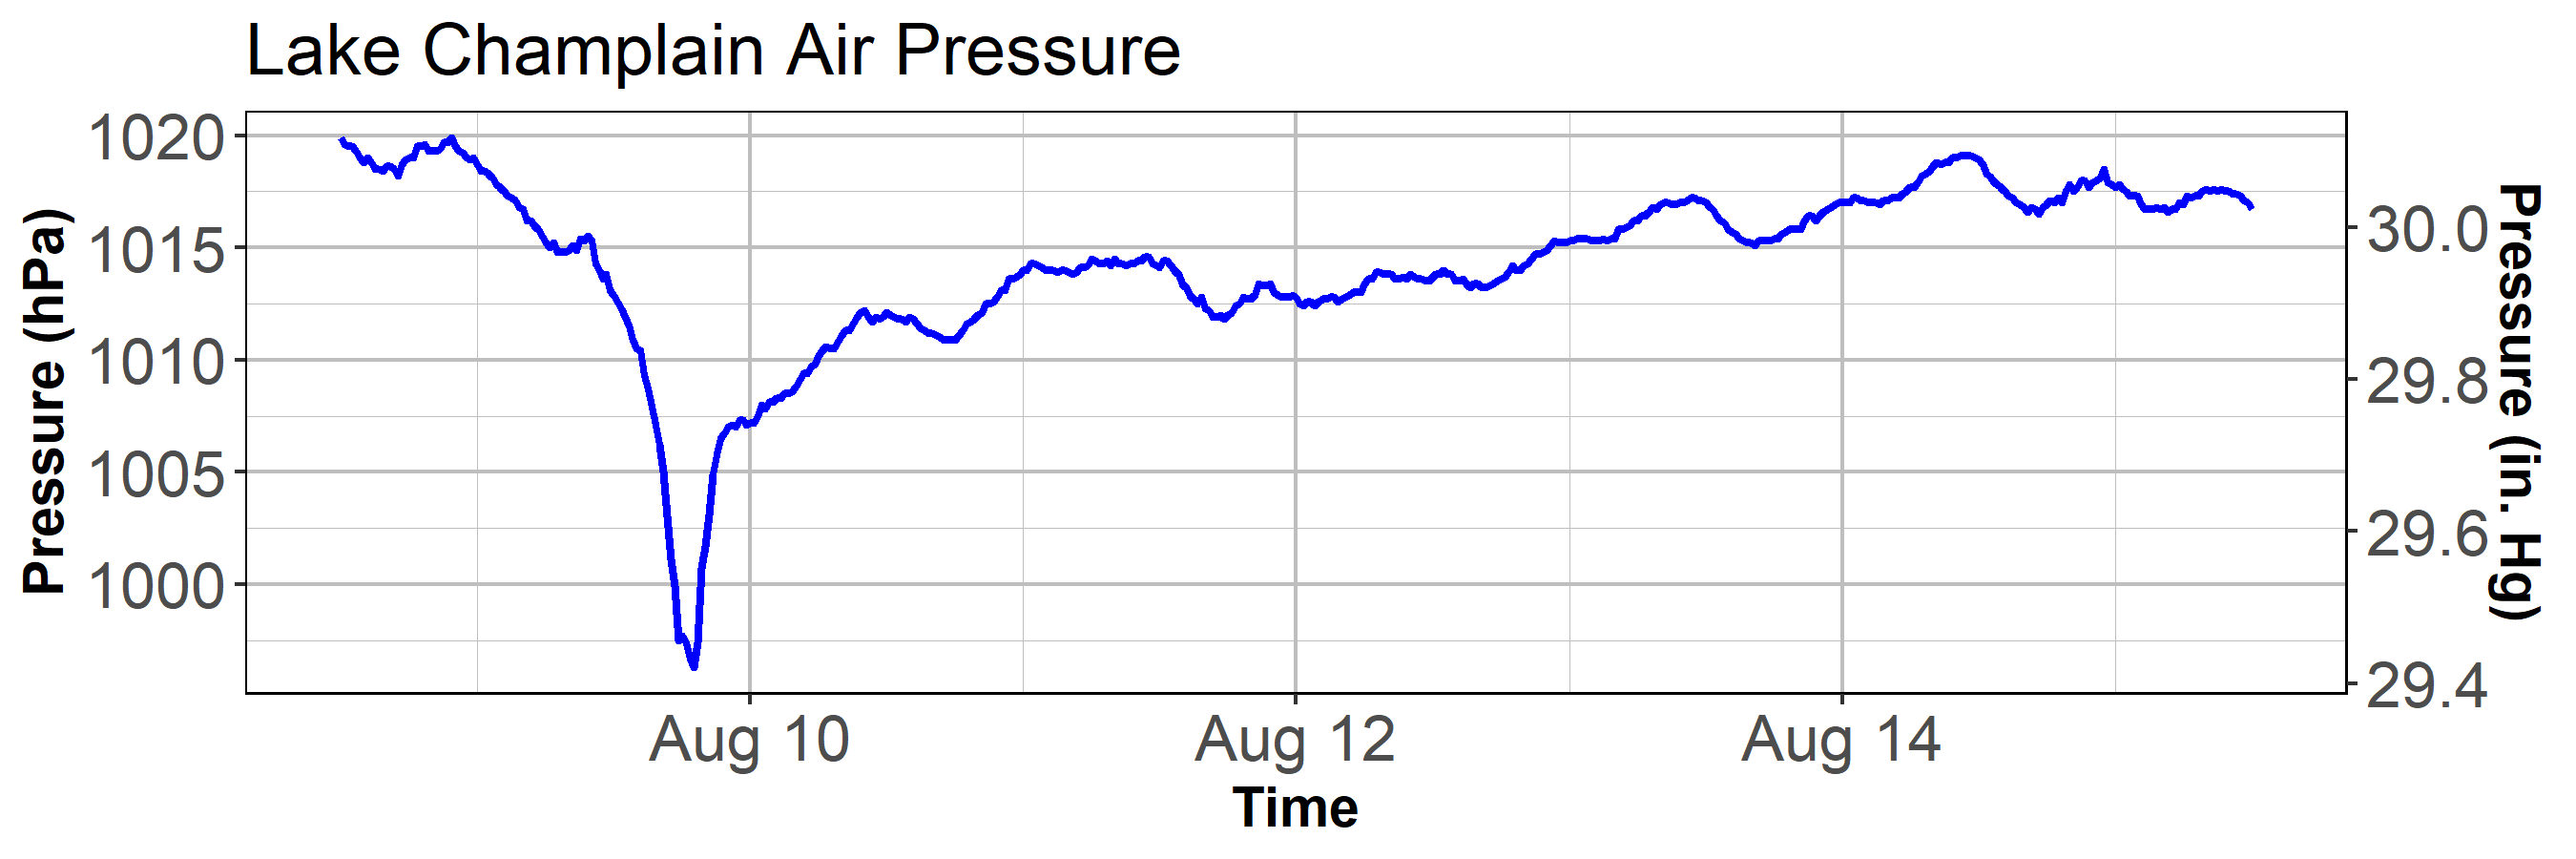 Lake Champlain Air Pressure
1020
1015
1010
1005
1000
Pressure (hPa)
30.0
29.8
29.6
29.4
Pressure (in. Hg)
Aug 10
Aug 12
Aug 14
Time